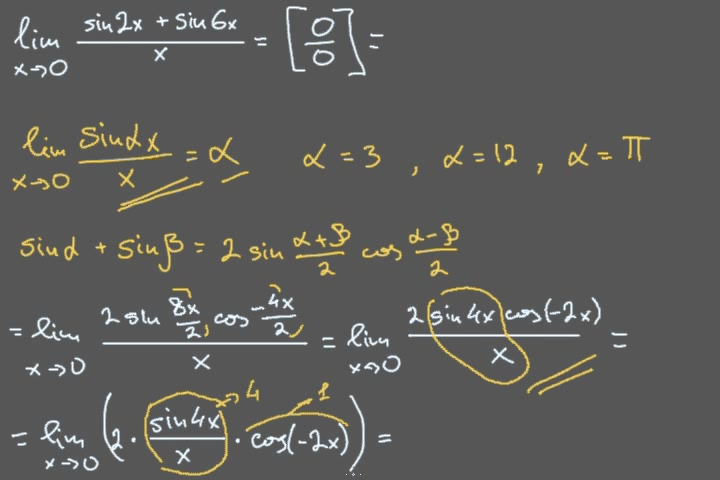 lim x→0 (sin2x + sin6x)/x = [0/0] =
lim x→0 (sinαx)/x = α    α = 3 , α = 12 , α = π
sinα + sinβ = 2 sin (α+β)/2 cos (α-β)/2
= lim x→0 (2 sin 8x/2 cos -4x/2)/x = lim x→0 (2 sin4x cos(-2x))/x =
→4 1
= lim x→0 (2 · (sin4x)/x · cos(-2x)) =